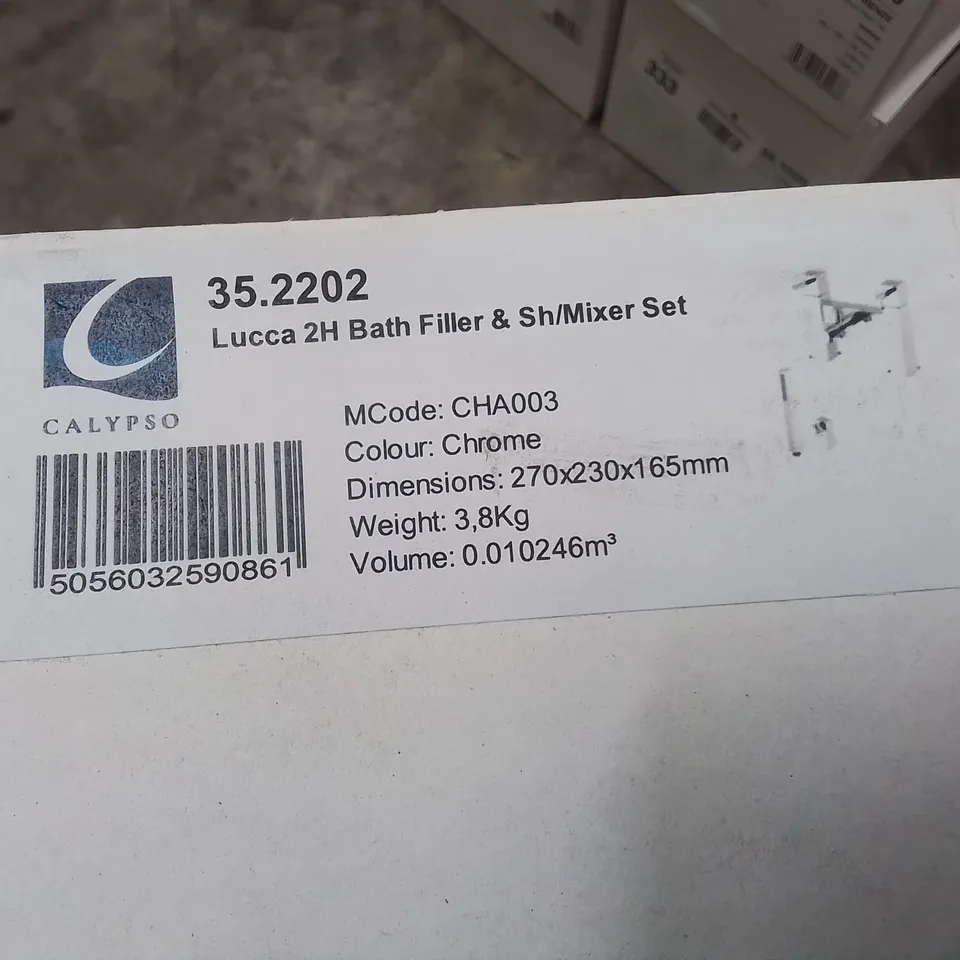 35.2202
Lucca 2H Bath Filler & Sh/Mixer Set
CALYPSO
MCode: CHA003
Colour: Chrome
Dimensions: 270x230x165mm
Weight: 3,8Kg
Volume: 0.010246m³
5056032590861